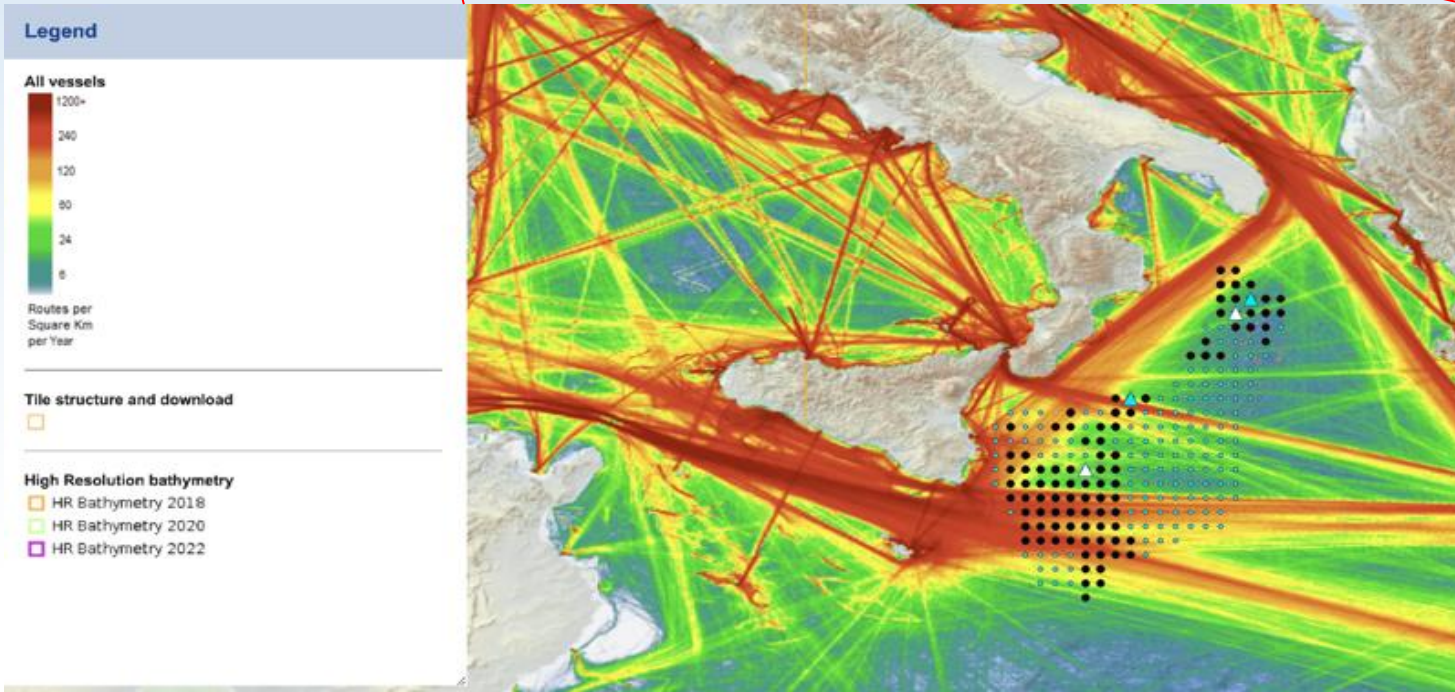 Legend
All vessels
1200+
240
120
60
24
6
Routes per
Square Km
per Year
Tile structure and download
High Resolution bathymetry
HR Bathymetry 2018
HR Bathymetry 2020
HR Bathymetry 2022